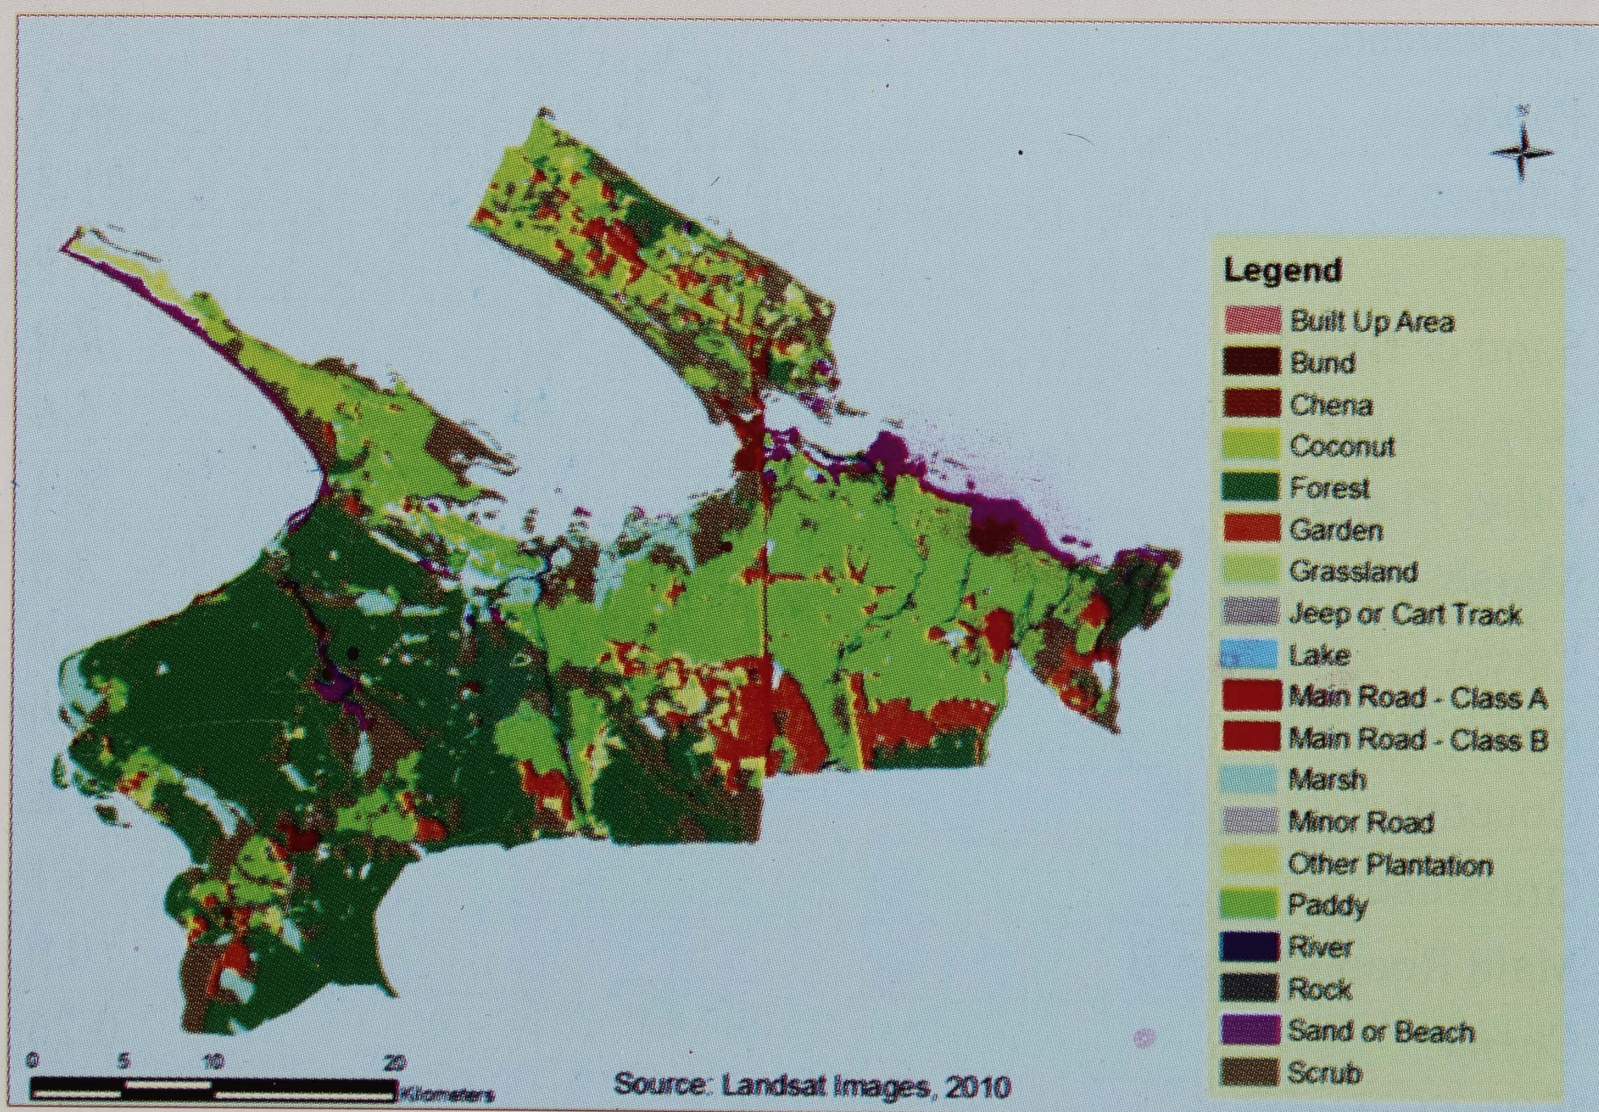 N
Legend
Built Up Area
Bund
Chena
Coconut
Forest
Garden
Grassland
Jeep or Cart Track
Lake
Main Road - Class A
Main Road - Class B
Marsh
Minor Road
Other Plantation
Paddy
River
Rock
Sand or Beach
Scrub
0 5 10 20
Kilometers
Source: Landsat Images, 2010